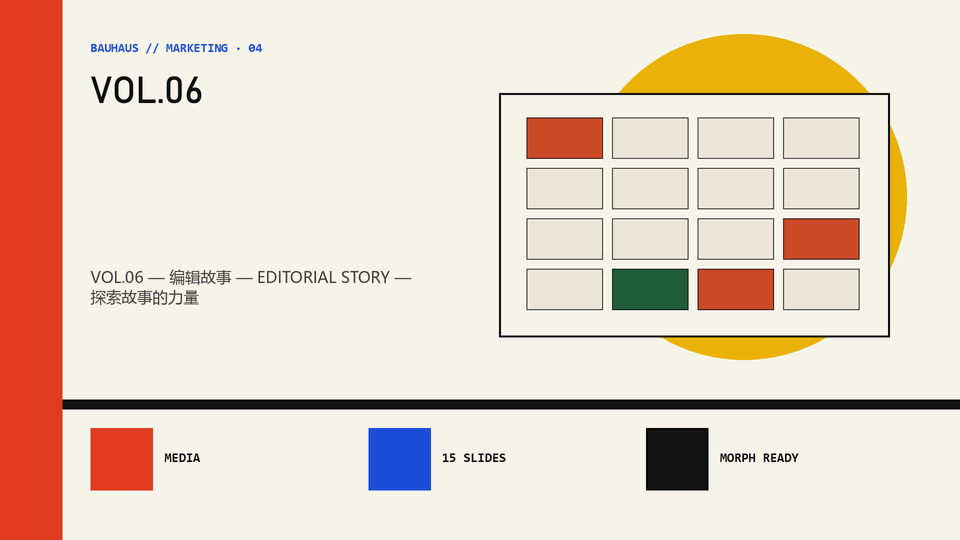 BAUHAUS // MARKETING · 04
VOL.06
VOL.06 — 编辑故事 — EDITORIAL STORY —
探索故事的力量
MEDIA
15 SLIDES
MORPH READY